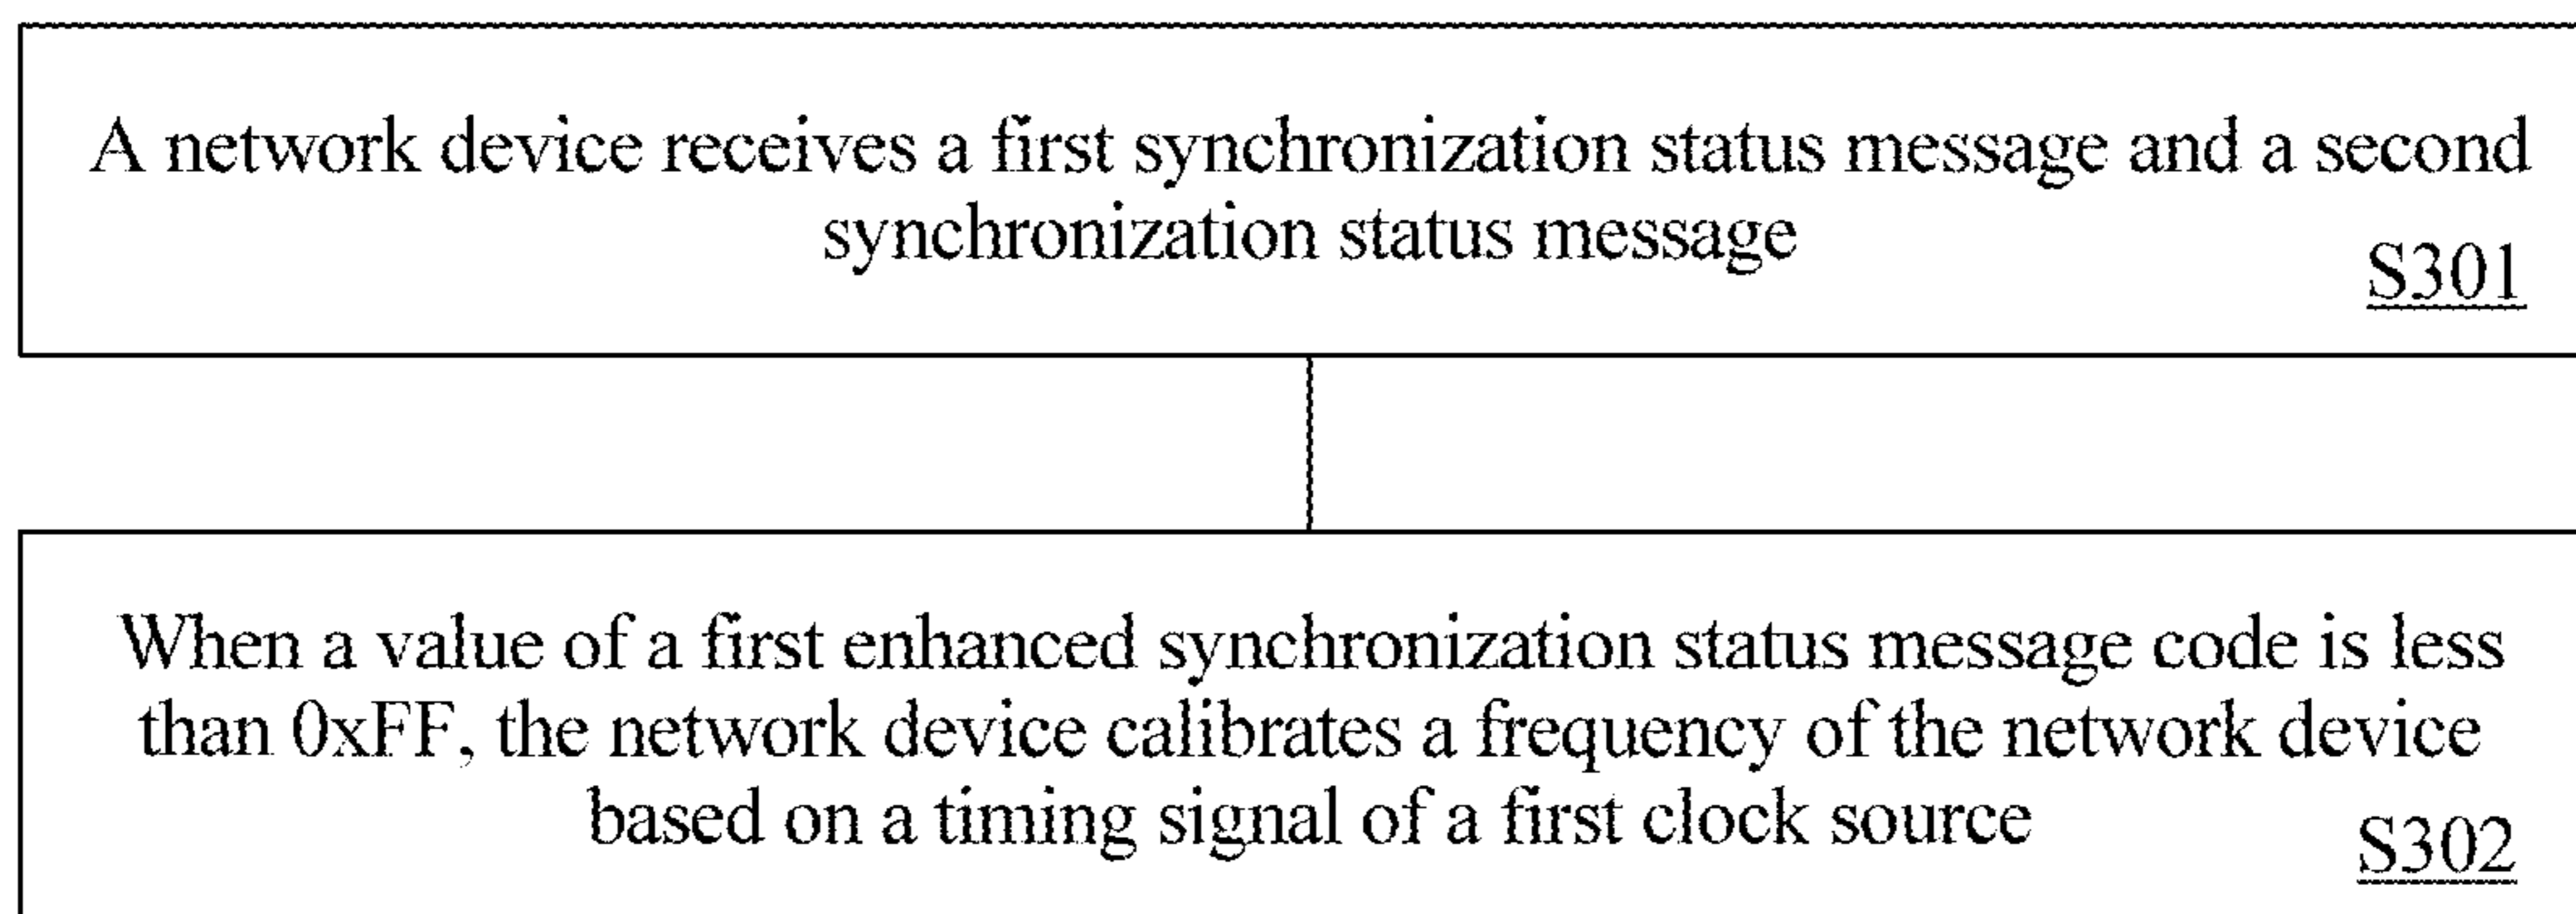 A network device receives a first synchronization status message and a second
synchronization status message
S301
When a value of a first enhanced synchronization status message code is less
than 0xFF, the network device calibrates a frequency of the network device
based on a timing signal of a first clock source
S302